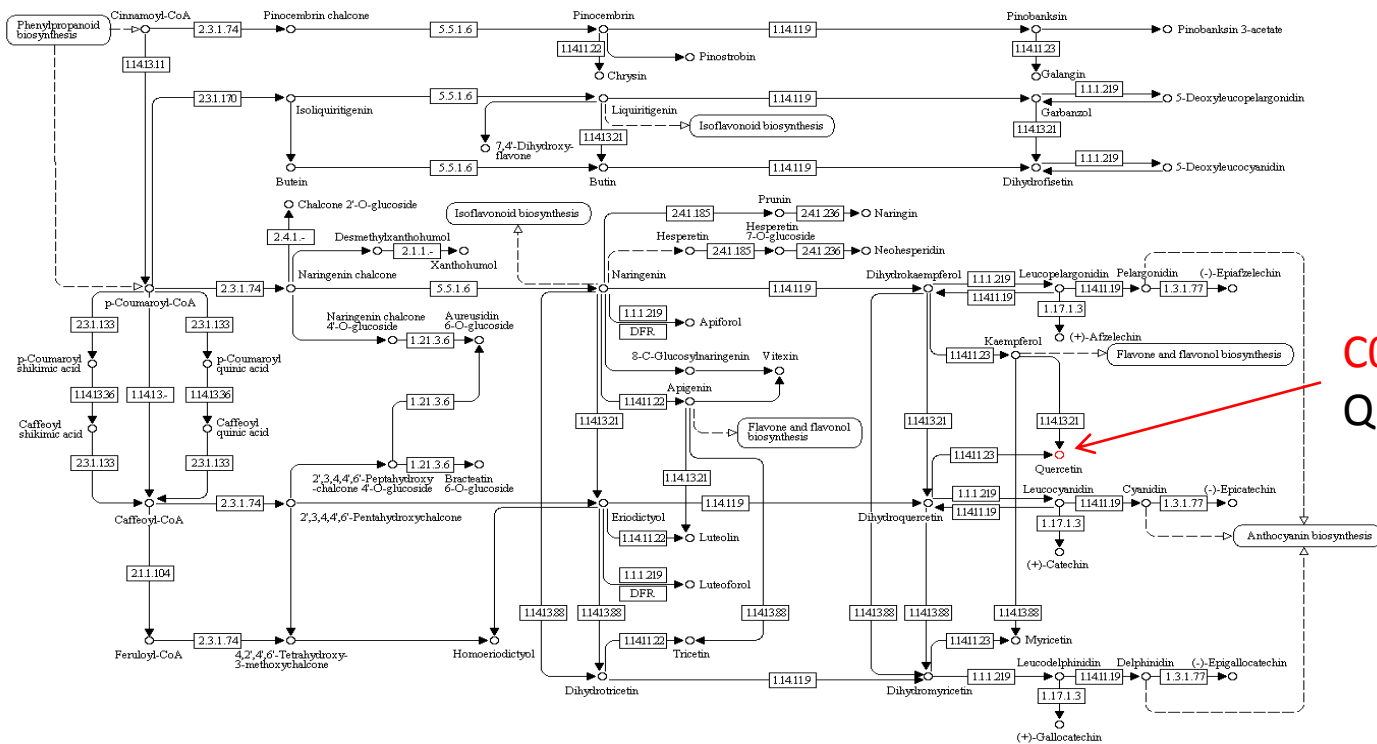 Phenylpropanoid
biosynthesis
Cinnamoyl-CoA
2.3.1.74
Pinocembrin chalcone
5.5.1.6
Pinocembrin
1.14.11.9
Pinobanksin
Pinobanksin 3-acetate
1.14.13.11
1.14.11.22
Pinostrobin
Chrysin
1.14.11.23
Galangin
2.3.1.170
Isoliquiritigenin
5.5.1.6
Liquiritigenin
1.14.11.9
Garbanzol
1.1.1.219
5-Deoxyleucopelargonidin
Isoflavonoid biosynthesis
7,4'-Dihydroxy-
flavone
1.14.13.21
1.14.13.21
Butein
5.5.1.6
Butin
1.14.11.9
Dihydrofisetin
1.1.1.219
5-Deoxyleucocyanidin
Chalcone 2'-O-glucoside
Isoflavonoid biosynthesis
2.4.1.185
Prunin
2.4.1.236
Naringin
2.4.1.-
Desmethylxanthohumol
2.1.1.-
Xanthohumol
Hesperetin
2.4.1.185
Hesperetin
7-O-glucoside
2.4.1.236
Neohesperidin
p-Coumaroyl-CoA
2.3.1.74
Naringenin chalcone
5.5.1.6
Naringenin
1.14.11.9
Dihydrokaempferol
1.1.1.219
1.14.11.19
Leucopelargonidin
1.14.11.19
Pelargonidin
1.3.1.77
(-)-Epiafzelechin
1.17.1.3
(+)-Afzelechin
2.3.1.133
2.3.1.133
Naringenin chalcone
4'-O-glucoside
1.21.3.6
Aureusidin
6-O-glucoside
1.1.1.219
DFR
Apiforol
p-Coumaroyl
shikimic acid
p-Coumaroyl
quinic acid
8-C-Glucosylnaringenin
Vitexin
1.14.11.23
Kaempferol
Flavone and flavonol biosynthesis
1.14.13.36
1.14.13.-
1.14.13.36
1.21.3.6
1.14.11.22
Apigenin
Flavone and flavonol
biosynthesis
C0
Q
Caffeoyl
shikimic acid
Caffeoyl
quinic acid
1.14.13.21
1.14.13.21
1.14.13.21
2.3.1.133
2.3.1.133
1.21.3.6
2',3,4,4',6'-Peptahydroxy
-chalcone 4'-O-glucoside
Bracteatin
6-O-glucoside
1.14.13.21
1.14.11.23
Quercetin
Caffeoyl-CoA
2.3.1.74
2',3,4,4',6'-Pentahydroxychalcone
Eriodictyol
1.14.11.9
Dihydroquercetin
1.1.1.219
1.14.11.19
Leucocyanidin
1.14.11.19
Cyanidin
1.3.1.77
(-)-Epicatechin
1.17.1.3
(+)-Catechin
Anthocyanin biosynthesis
1.14.11.22
Luteolin
2.1.1.104
1.1.1.219
DFR
Luteoforol
1.14.13.88
1.14.13.88
1.14.13.88
1.14.13.88
1.14.13.88
1.14.13.88
Feruloyl-CoA
2.3.1.74
4,2',4',6'-Tetrahydroxy-
3-methoxychalcone
Homoeriodictyol
1.14.11.22
Tricetin
1.14.11.23
Myricetin
Dihydrotricetin
1.14.11.9
Dihydromyricetin
1.1.1.219
Leucodelphinidin
1.14.11.19
Delphinidin
1.3.1.77
(-)-Epigallocatechin
1.17.1.3
(+)-Gallocatechin